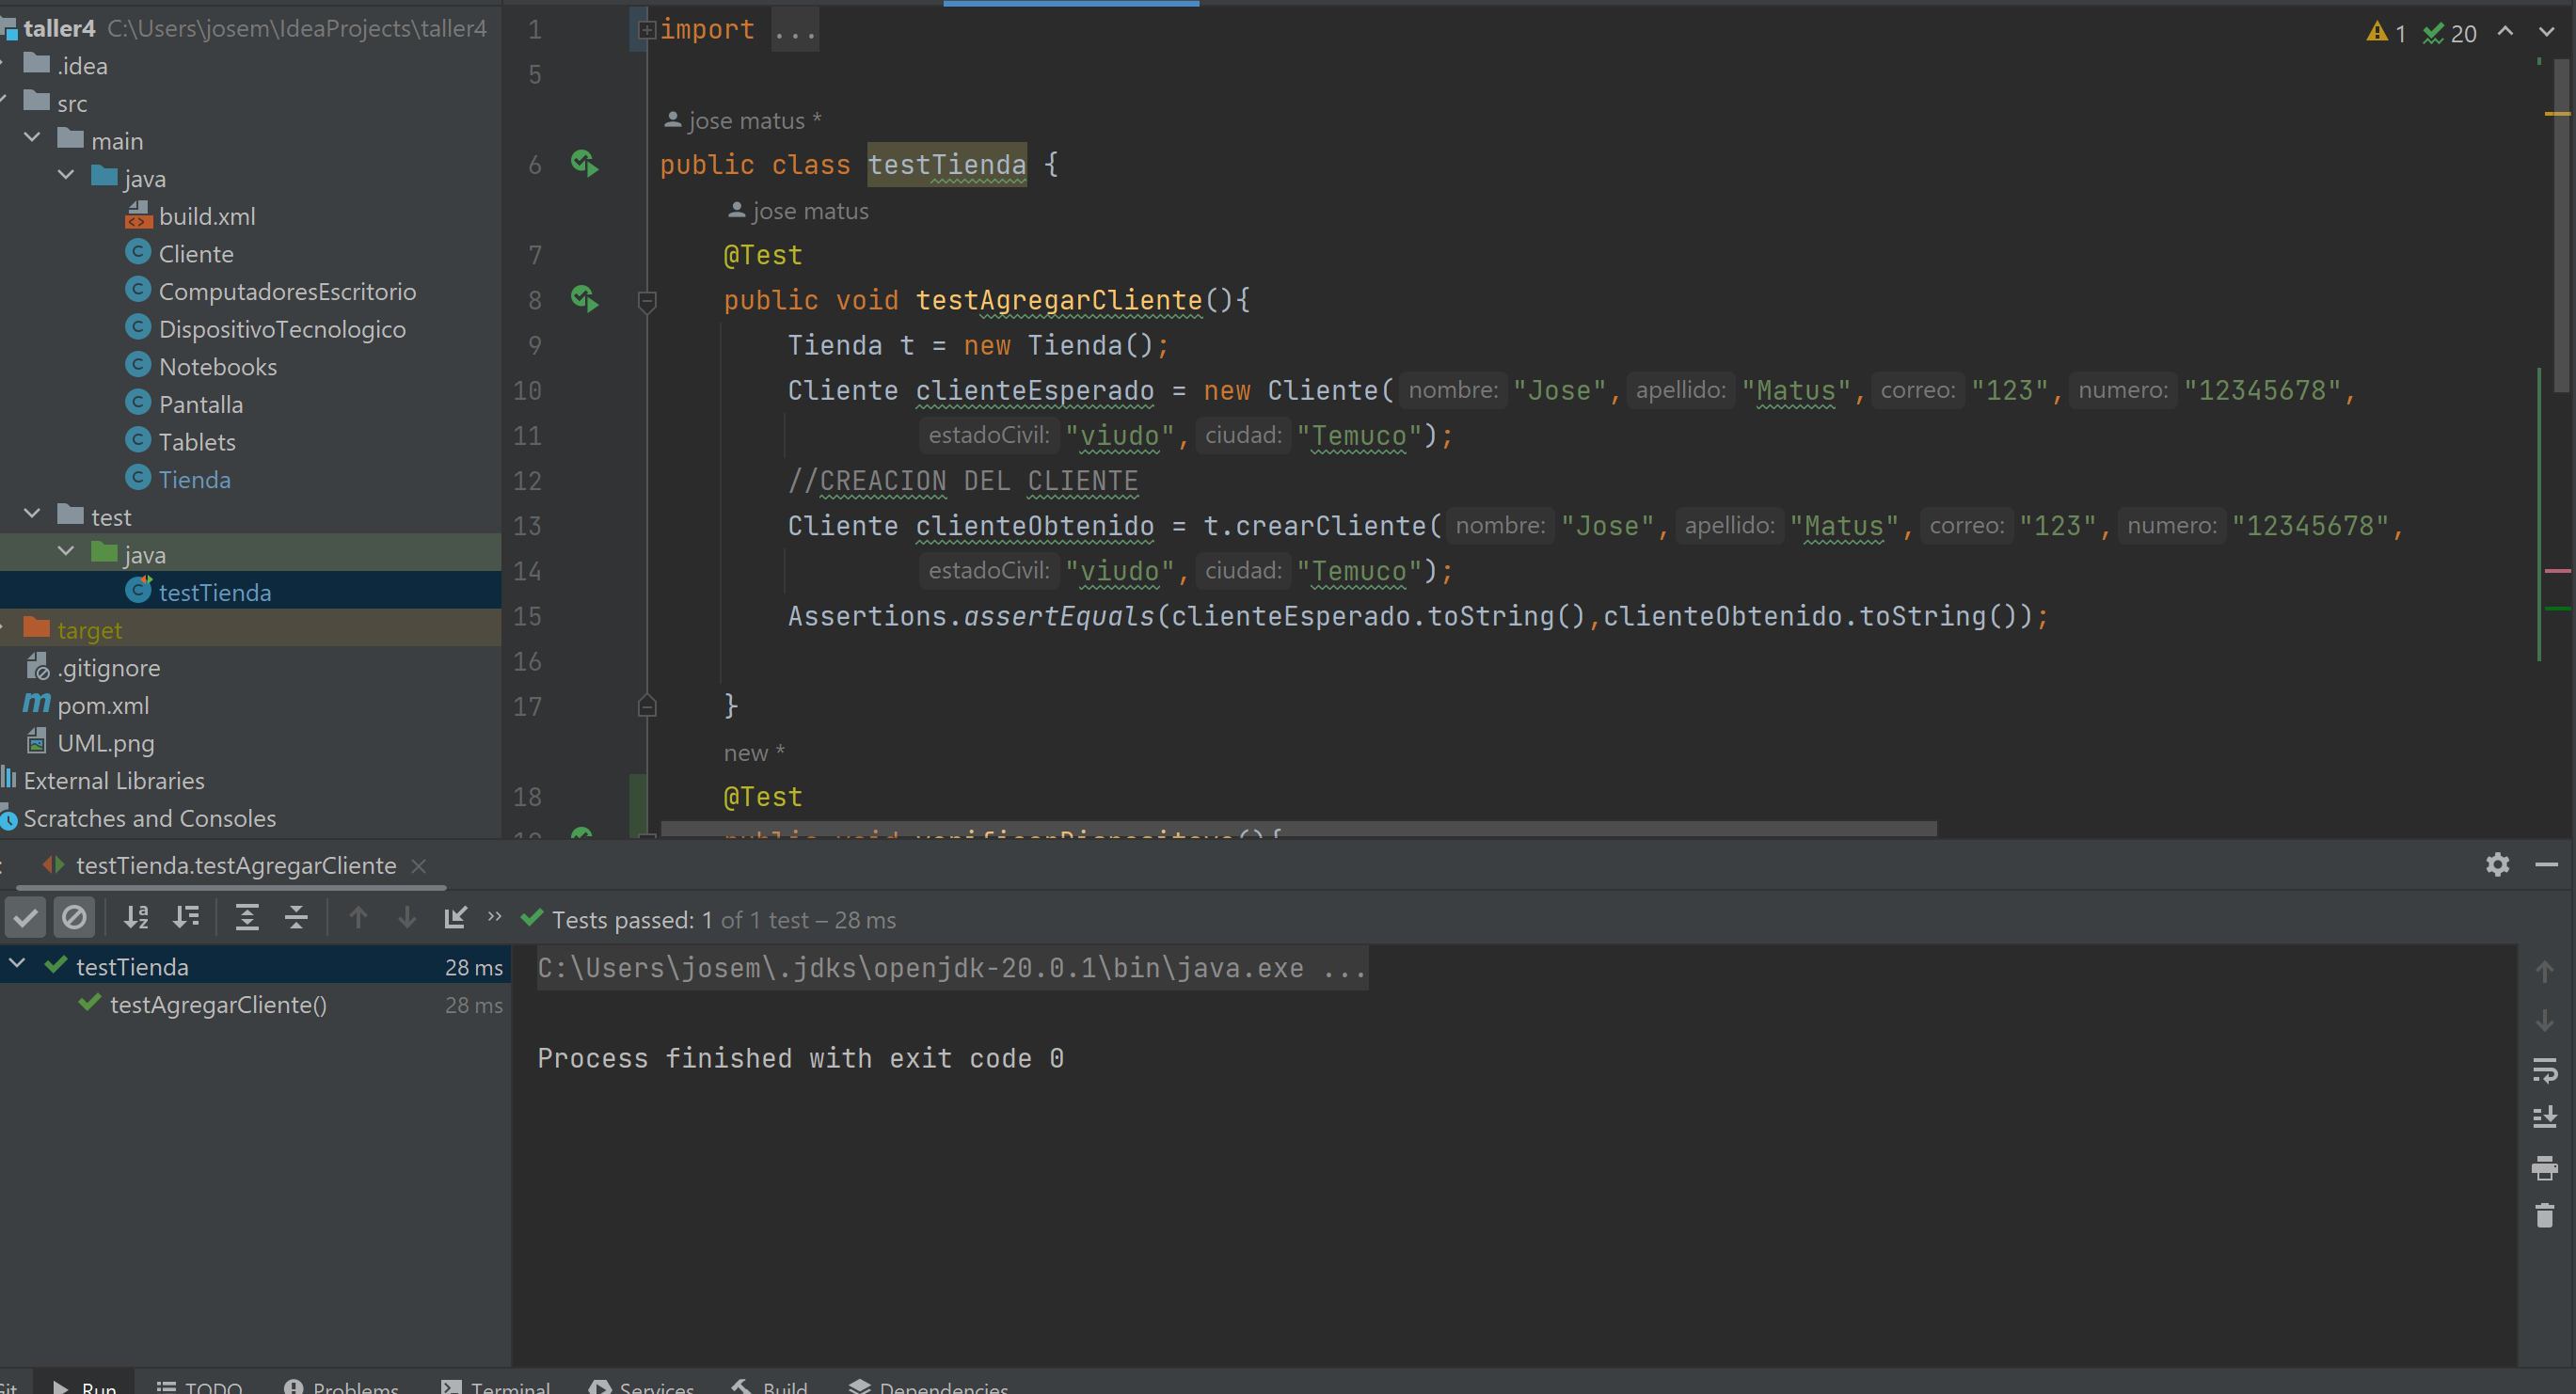 taller4 C:\Users\josem\IdeaProjects\taller4
.idea
src
main
java
build.xml
Cliente
ComputadoresEscritorio
DispositivoTecnologico
Notebooks
Pantalla
Tablets
Tienda
test
java
testTienda
target
.gitignore
pom.xml
UML.png
External Libraries
Scratches and Consoles
1 import ...
1 20
5
jose matus *
6 public class testTienda {
jose matus
7 @Test
8 public void testAgregarCliente(){
9 Tienda t = new Tienda();
10 Cliente clienteEsperado = new Cliente( nombre: "Jose", apellido: "Matus", correo: "123", numero: "12345678",
11 estadoCivil: "viudo", ciudad: "Temuco");
12 //CREACION DEL CLIENTE
13 Cliente clienteObtenido = t.crearCliente( nombre: "Jose", apellido: "Matus", correo: "123", numero: "12345678",
14 estadoCivil: "viudo", ciudad: "Temuco");
15 Assertions.assertEquals(clienteEsperado.toString(),clienteObtenido.toString());
16
17 }
new *
18 @Test
testTienda.testAgregarCliente
Tests passed: 1 of 1 test – 28 ms
testTienda 28 ms
testAgregarCliente() 28 ms
C:\Users\josem\.jdks\openjdk-20.0.1\bin\java.exe ...
Process finished with exit code 0
Git Run TODO Problems Terminal Services Build Dependencies